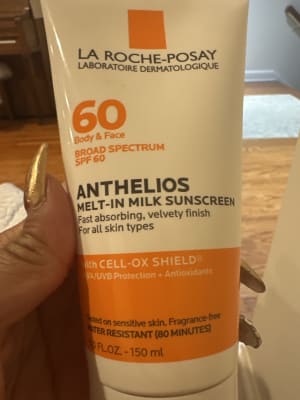 LA ROCHE-POSAY
LABORATOIRE DERMATOLOGIQUE
60
Body & Face
BROAD SPECTRUM
SPF 60
ANTHELIOS
MELT-IN MILK SUNSCREEN
Fast absorbing, velvety finish
For all skin types
CELL-OX SHIELD®
UVA/UVB Protection + Antioxidants
on sensitive skin. Fragrance-free
RESISTANT (80 MINUTES)
FL.OZ. - 150 ml